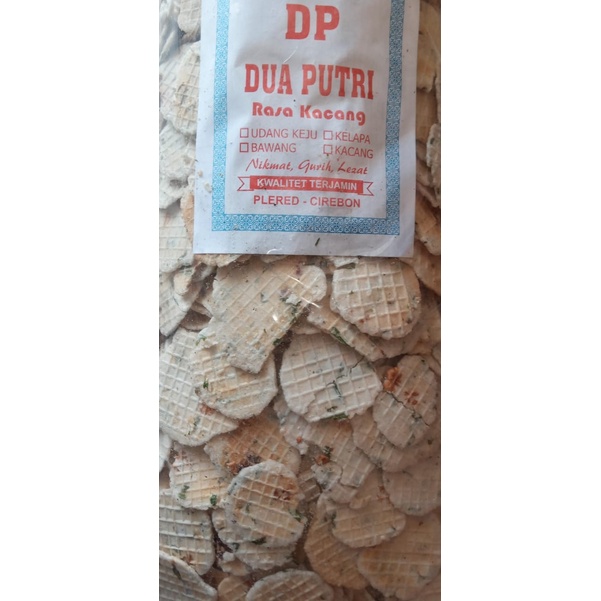 DP
DUA PUTRI
Rasa Kacang
UDANG KEJU KELAPA
BAWANG KACANG
Nikmat, Gurih, Lezat
KWALITET TERJAMIN
PLERED - CIREBON